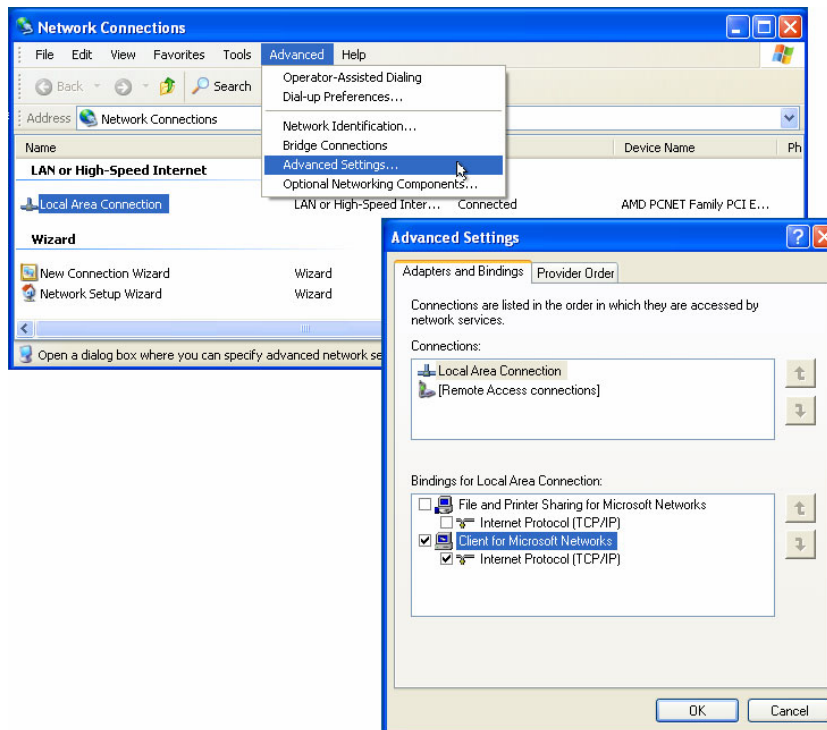 Network Connections
File Edit View Favorites Tools Advanced Help
Back Search
Operator-Assisted Dialing
Dial-up Preferences...
Network Identification...
Bridge Connections
Advanced Settings...
Optional Networking Components...
Address Network Connections
Name Device Name Ph
LAN or High-Speed Internet
Local Area Connection LAN or High-Speed Inter... Connected AMD PCNET Family PCI E...
Wizard
New Connection Wizard Wizard
Network Setup Wizard Wizard
Open a dialog box where you can specify advanced network se
Advanced Settings
Adapters and Bindings Provider Order
Connections are listed in the order in which they are accessed by
network services.
Connections:
Local Area Connection
[Remote Access connections]
Bindings for Local Area Connection:
File and Printer Sharing for Microsoft Networks
Internet Protocol (TCP/IP)
Client for Microsoft Networks
Internet Protocol (TCP/IP)
OK Cancel